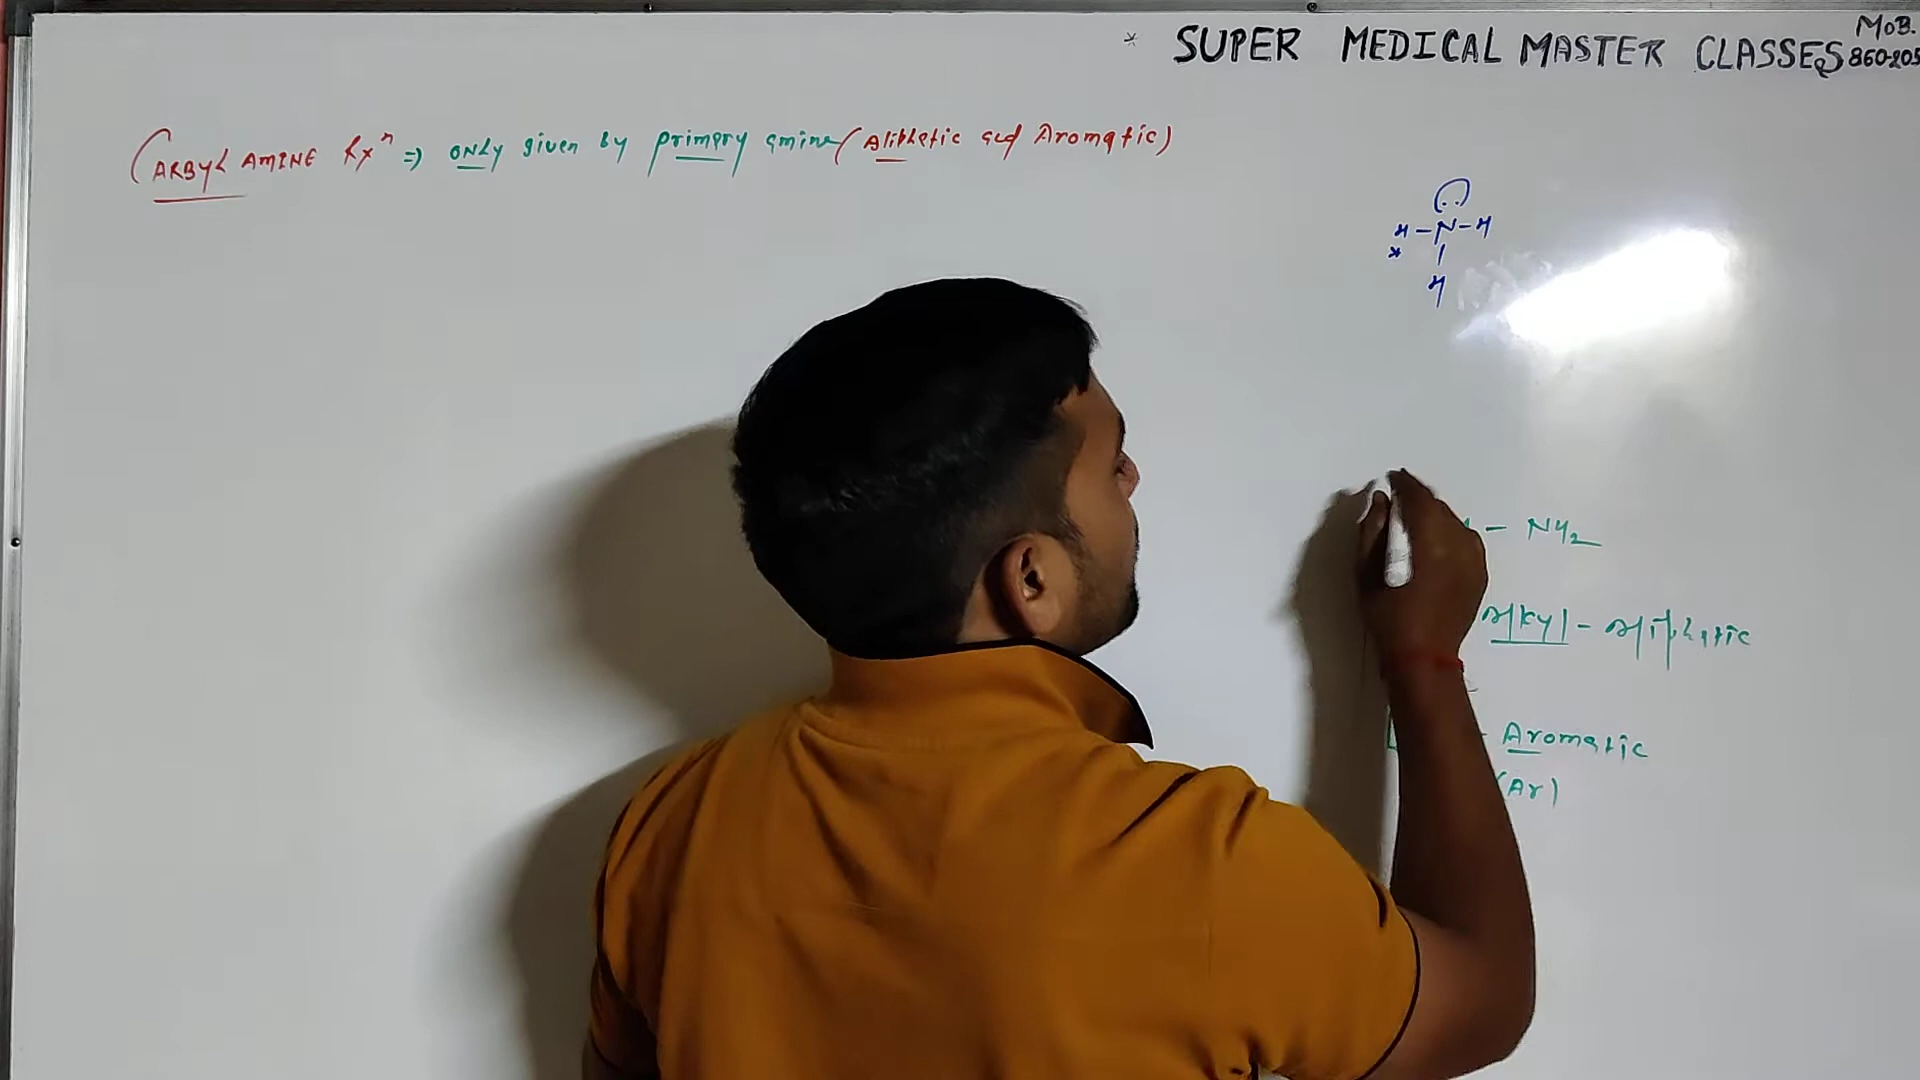 * SUPER MEDICAL MASTER CLASSES
MOB.
860-205
CARBYL AMINE Rxⁿ => ONLY given by primary amine (Aliphetic and Aromatic)
H-N-H
*
H
- NH₂
Alkyl - Aliphatic
- Aromatic
(Ar)